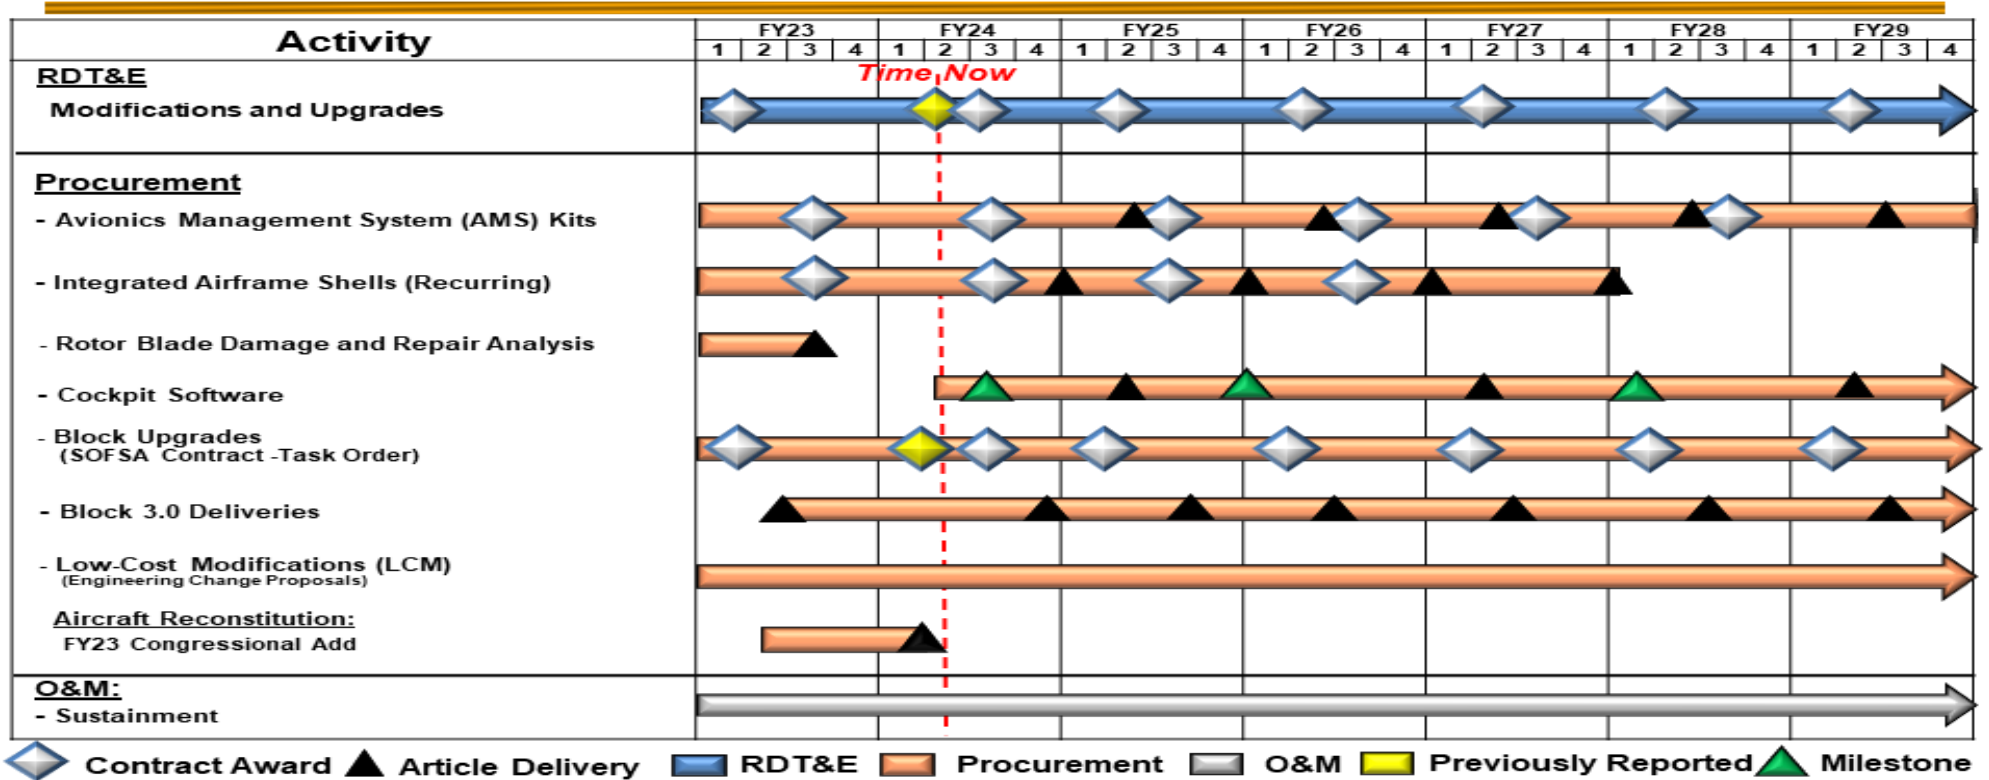 Activity
FY23 FY24 FY25 FY26 FY27 FY28 FY29
1 2 3 4 1 2 3 4 1 2 3 4 1 2 3 4 1 2 3 4 1 2 3 4 1 2 3 4
RDT&E
Time Now
Modifications and Upgrades
Procurement
- Avionics Management System (AMS) Kits
- Integrated Airframe Shells (Recurring)
- Rotor Blade Damage and Repair Analysis
- Cockpit Software
- Block Upgrades
(SOFSA Contract -Task Order)
- Block 3.0 Deliveries
- Low-Cost Modifications (LCM)
(Engineering Change Proposals)
Aircraft Reconstitution:
FY23 Congressional Add
O&M:
- Sustainment
Contract Award Article Delivery RDT&E Procurement O&M Previously Reported Milestone